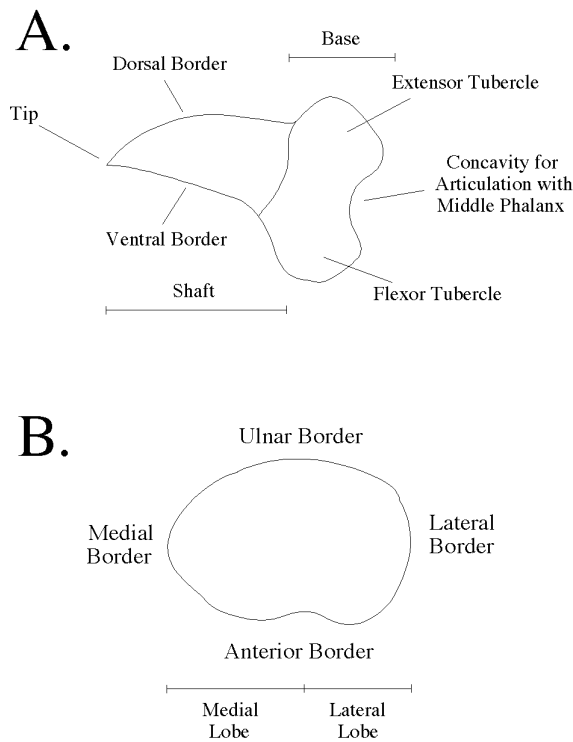 A.
Base
Dorsal Border
Extensor Tubercle
Tip
Concavity for
Articulation with
Middle Phalanx
Ventral Border
Shaft
Flexor Tubercle
B.
Ulnar Border
Medial
Border
Lateral
Border
Anterior Border
Medial
Lobe
Lateral
Lobe